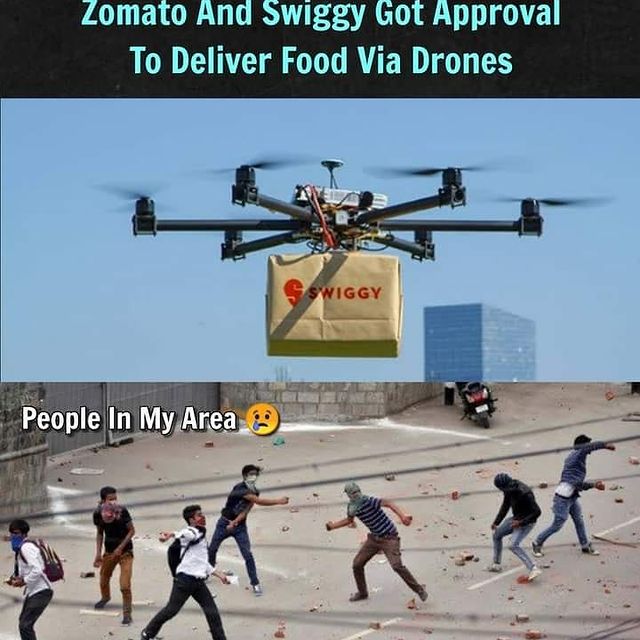 Zomato And Swiggy Got Approval
To Deliver Food Via Drones
SWIGGY
People In My Area 😢